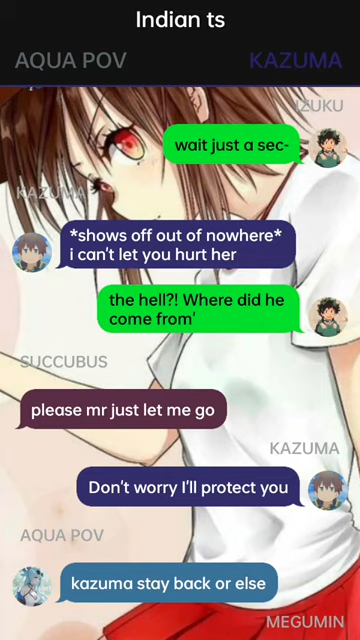 Indian ts
AQUA POV KAZUMA
IZUKU
wait just a sec-
KAZUMA
*shows off out of nowhere*
i can't let you hurt her
the hell?! Where did he
come from'
SUCCUBUS
please mr just let me go
KAZUMA
Don't worry I'll protect you
AQUA POV
kazuma stay back or else
MEGUMIN